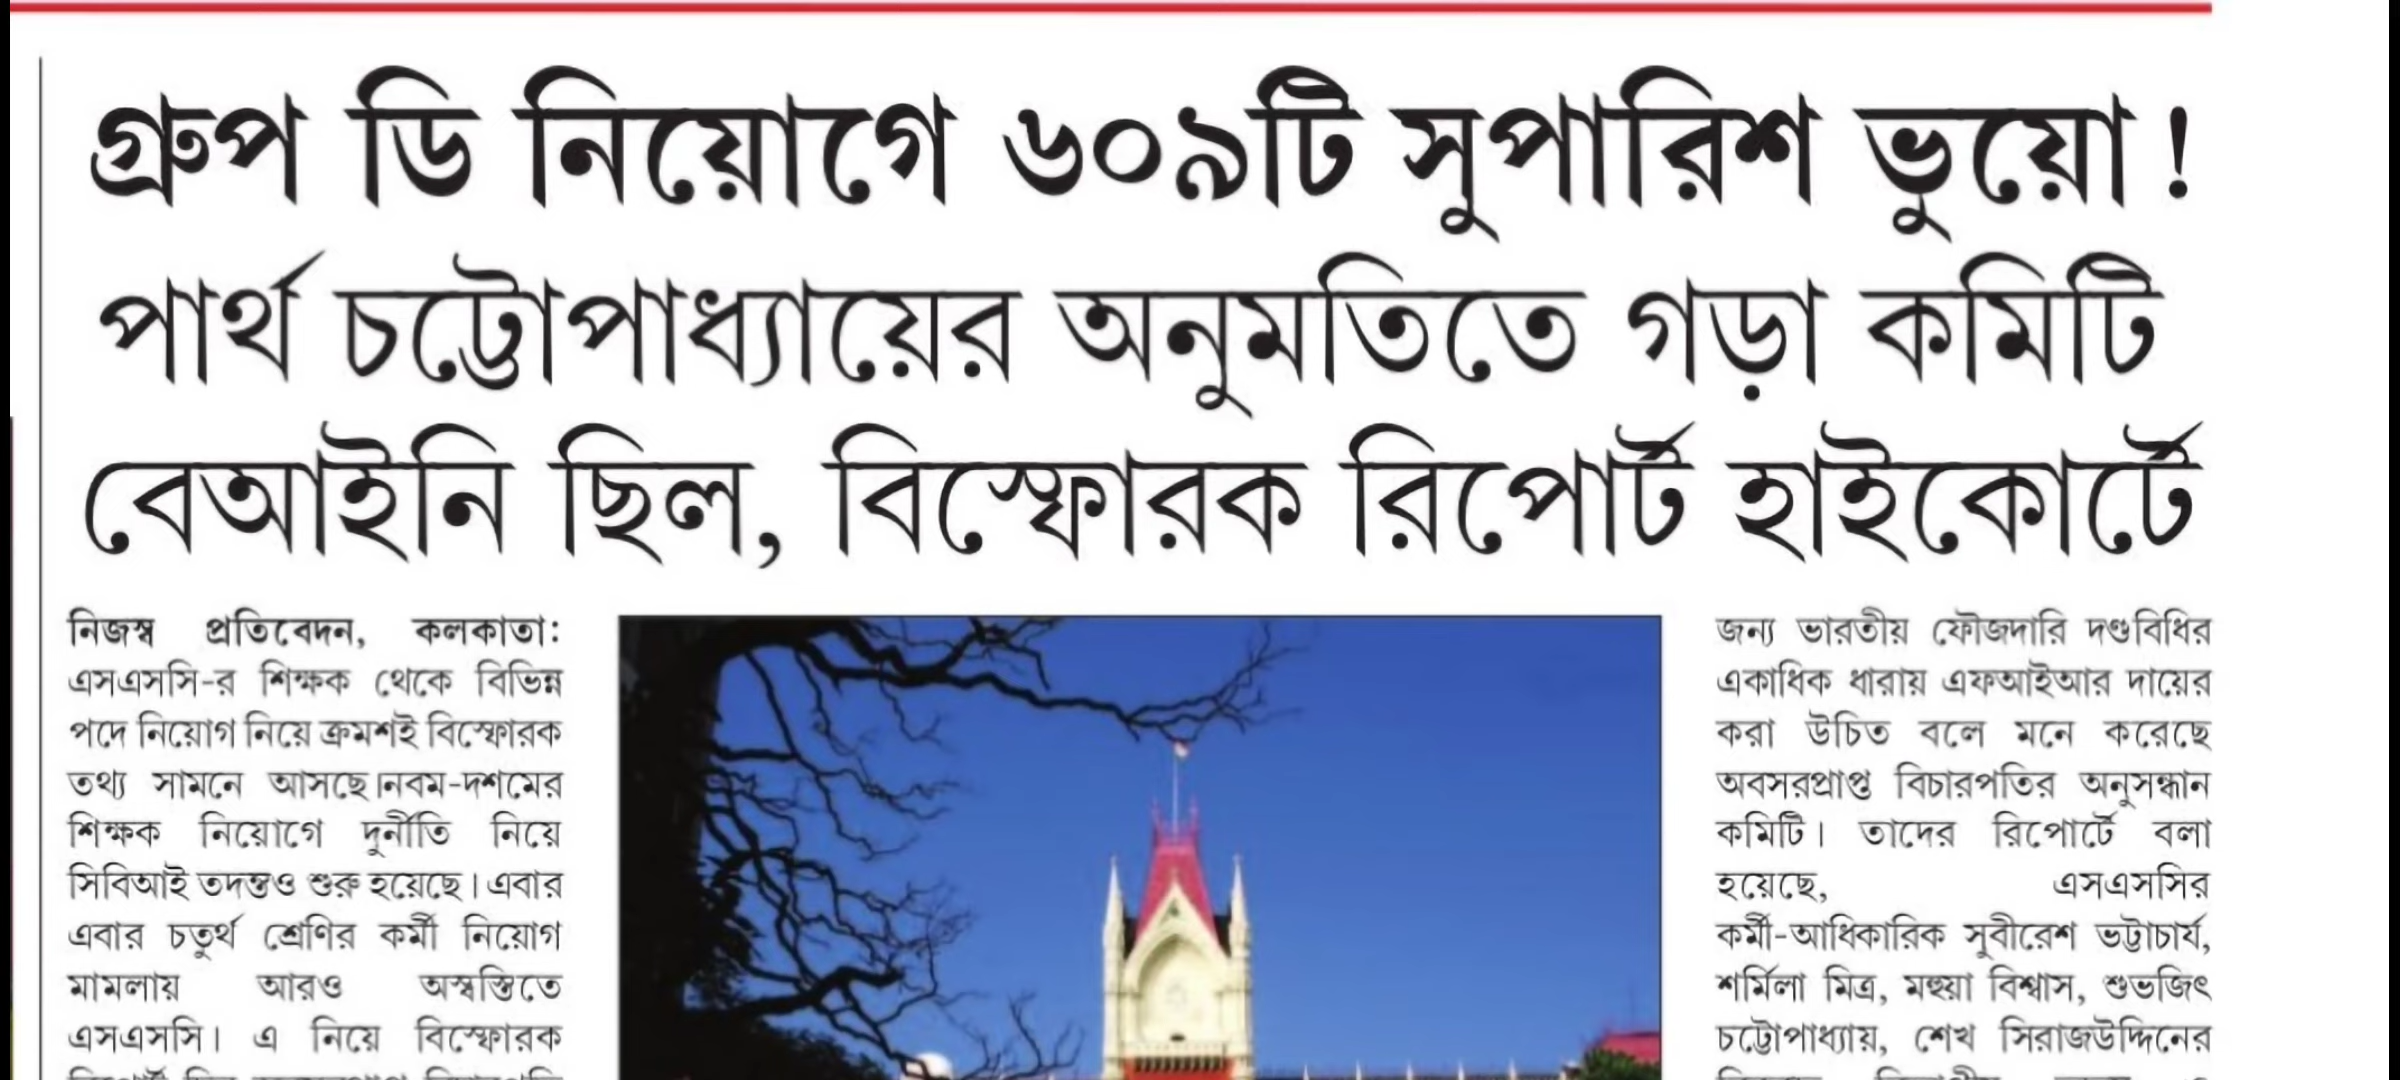 গ্রুপ ডি নিয়োগে ৬০৯টি সুপারিশ ভুয়ো!
পার্থ চট্টোপাধ্যায়ের অনুমতিতে গড়া কমিটি
বেআইনি ছিল, বিস্ফোরক রিপোর্ট হাইকোর্টে
নিজস্ব প্রতিবেদন, কলকাতা:
এসএসসি-র শিক্ষক থেকে বিভিন্ন
পদে নিয়োগ নিয়ে ক্রমশই বিস্ফোরক
তথ্য সামনে আসছে।নবম-দশমের
শিক্ষক নিয়োগে দুর্নীতি নিয়ে
সিবিআই তদন্তও শুরু হয়েছে। এবার
এবার চতুর্থ শ্রেণির কর্মী নিয়োগ
মামলায় আরও অস্বস্তিতে
এসএসসি। এ নিয়ে বিস্ফোরক
জন্য ভারতীয় ফৌজদারি দণ্ডবিধির
একাধিক ধারায় এফআইআর দায়ের
করা উচিত বলে মনে করেছে
অবসরপ্রাপ্ত বিচারপতির অনুসন্ধান
কমিটি। তাদের রিপোর্টে বলা
হয়েছে, এসএসসির
কর্মী-আধিকারিক সুবীরেশ ভট্টাচার্য,
শর্মিলা মিত্র, মহুয়া বিশ্বাস, শুভজিৎ
চট্টোপাধ্যায়, শেখ সিরাজউদ্দিনের